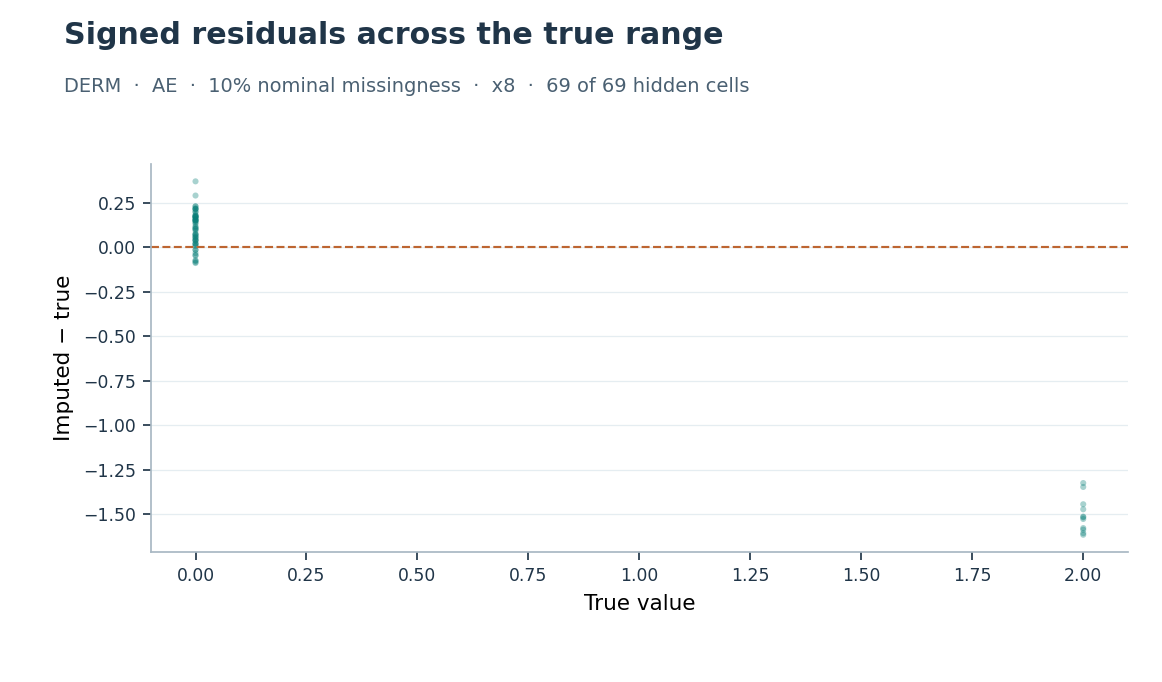 Signed residuals across the true range
DERM · AE · 10% nominal missingness · x8 · 69 of 69 hidden cells
Imputed − true
0.25
0.00
−0.25
−0.50
−0.75
−1.00
−1.25
−1.50
0.00 0.25 0.50 0.75 1.00 1.25 1.50 1.75 2.00
True value